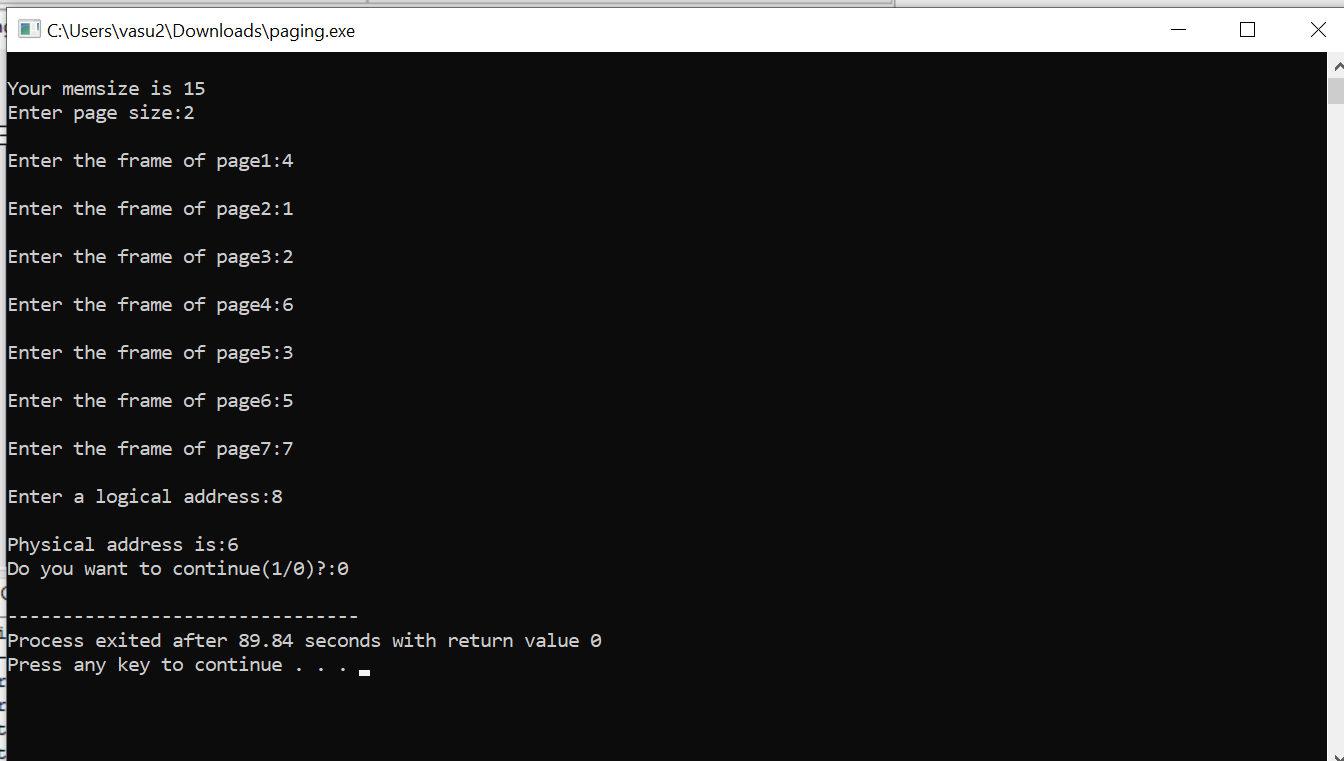 C:\Users\vasu2\Downloads\paging.exe
Your memsize is 15
Enter page size:2
Enter the frame of page1:4
Enter the frame of page2:1
Enter the frame of page3:2
Enter the frame of page4:6
Enter the frame of page5:3
Enter the frame of page6:5
Enter the frame of page7:7
Enter a logical address:8
Physical address is:6
Do you want to continue(1/0)?:0
--------------------------------
Process exited after 89.84 seconds with return value 0
Press any key to continue . . .